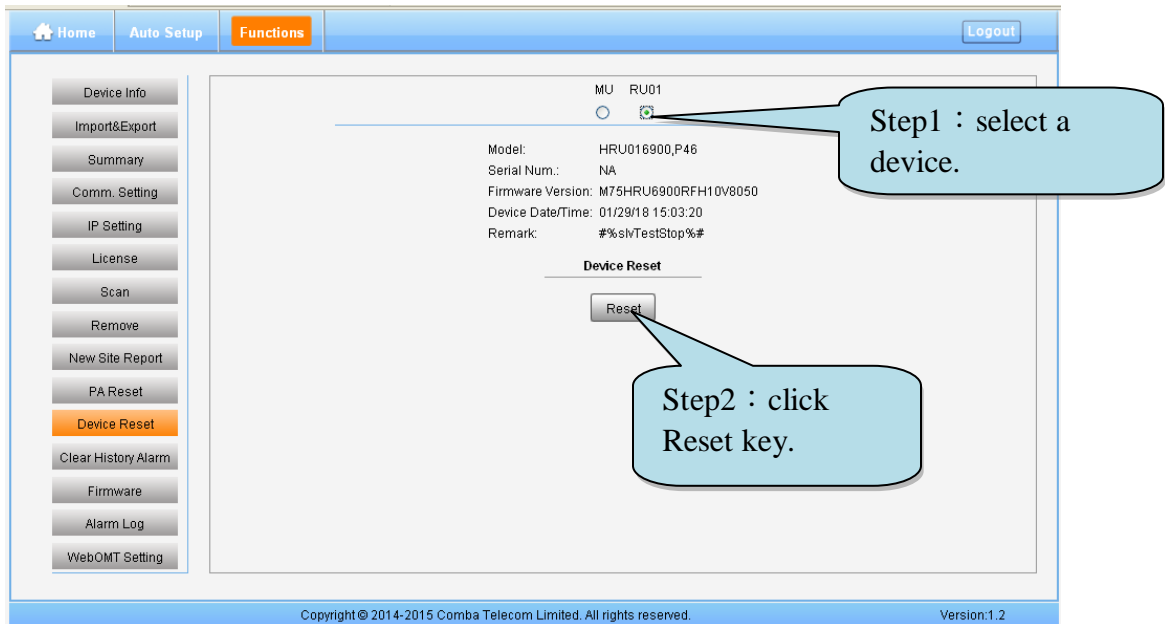 Home Auto Setup Functions Logout
Device Info
Import&Export
Summary
Comm. Setting
IP Setting
License
Scan
Remove
New Site Report
PA Reset
Device Reset
Clear History Alarm
Firmware
Alarm Log
WebOMT Setting
MU RU01
Model: HRU016900,P46
Serial Num.: NA
Firmware Version: M75HRU6900RFH10V8050
Device Date/Time: 01/29/18 15:03:20
Remark: #%slvTestStop%#
Device Reset
Reset
Step1：select a
device.
Step2：click
Reset key.
Copyright © 2014-2015 Comba Telecom Limited. All rights reserved. Version:1.2